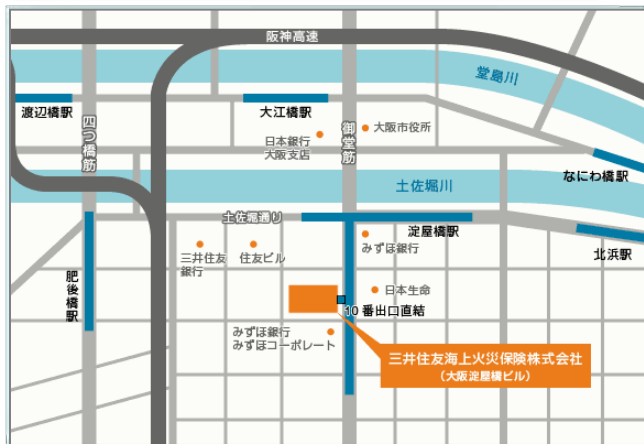 阪神高速
堂島川
渡辺橋駅
大江橋駅
四つ橋筋
御堂筋
大阪市役所
日本銀行
大阪支店
なにわ橋駅
土佐堀川
土佐堀通り
淀屋橋駅
みずほ銀行
北浜駅
三井住友
銀行
住友ビル
肥後橋駅
日本生命
10番出口直結
みずほ銀行
みずほコーポレート
三井住友海上火災保険株式会社
（大阪淀屋橋ビル）